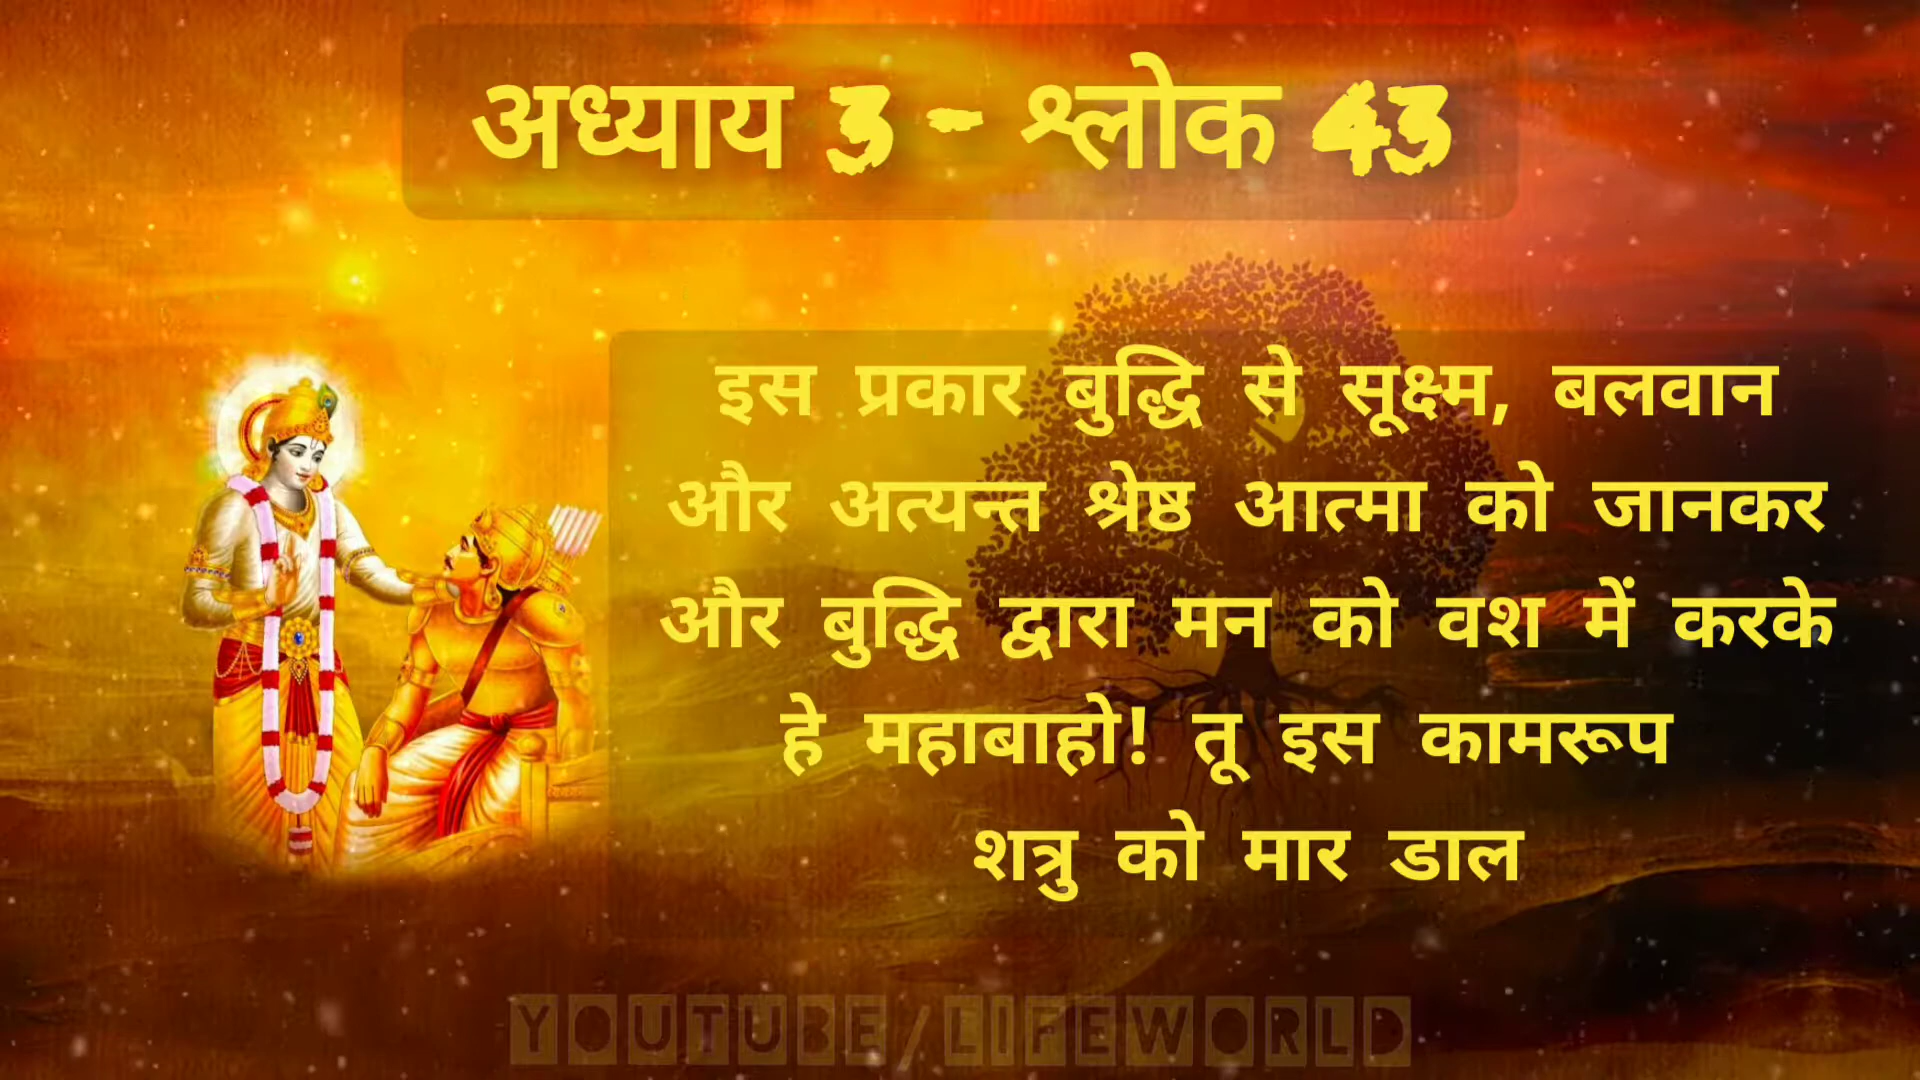 अध्याय 3 - श्लोक 43
इस प्रकार बुद्धि से सूक्ष्म, बलवान
और अत्यन्त श्रेष्ठ आत्मा को जानकर
और बुद्धि द्वारा मन को वश में करके
हे महाबाहो! तू इस कामरूप
शत्रु को मार डाल
YOUTUBE/LIFEWORLD